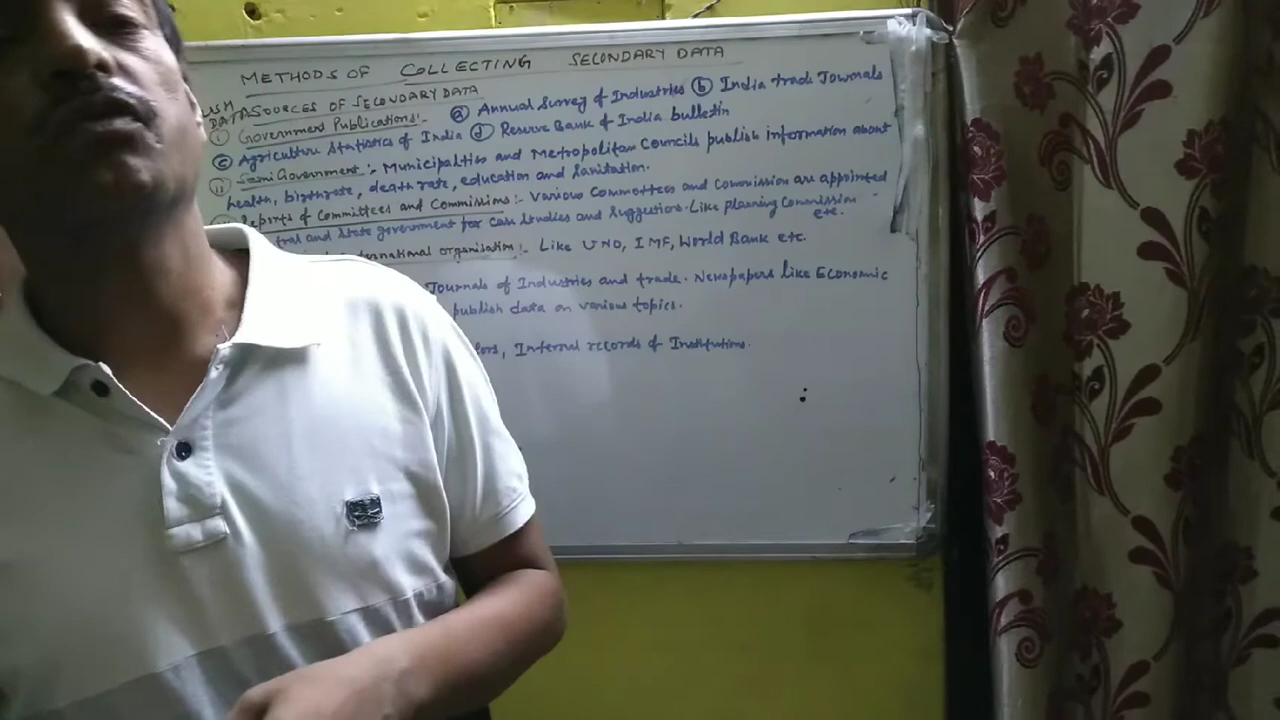 METHODS OF COLLECTING SECONDARY DATA
SOURCES OF SECONDARY DATA
(i) Government Publications:- (a) Annual Survey of Industries (b) India trade Journals
(c) Agriculture Statistics of India (d) Reserve Bank of India bulletin
(ii) Semi Government:- Municipalties and Metropolitan Councils publish information about
health, birthrate, death rate, education and Sanitation.
Reports of Committees and Commissions:- Various Committees and Commission are appointed
and State government for Case Studies and Suggestions. Like planning Commission
etc.
organisation:- Like UNO, IMF, World Bank etc.
Journals of Industries and trade. Newspapers like Economic
publish data on various topics.
Internal records of Institutions.